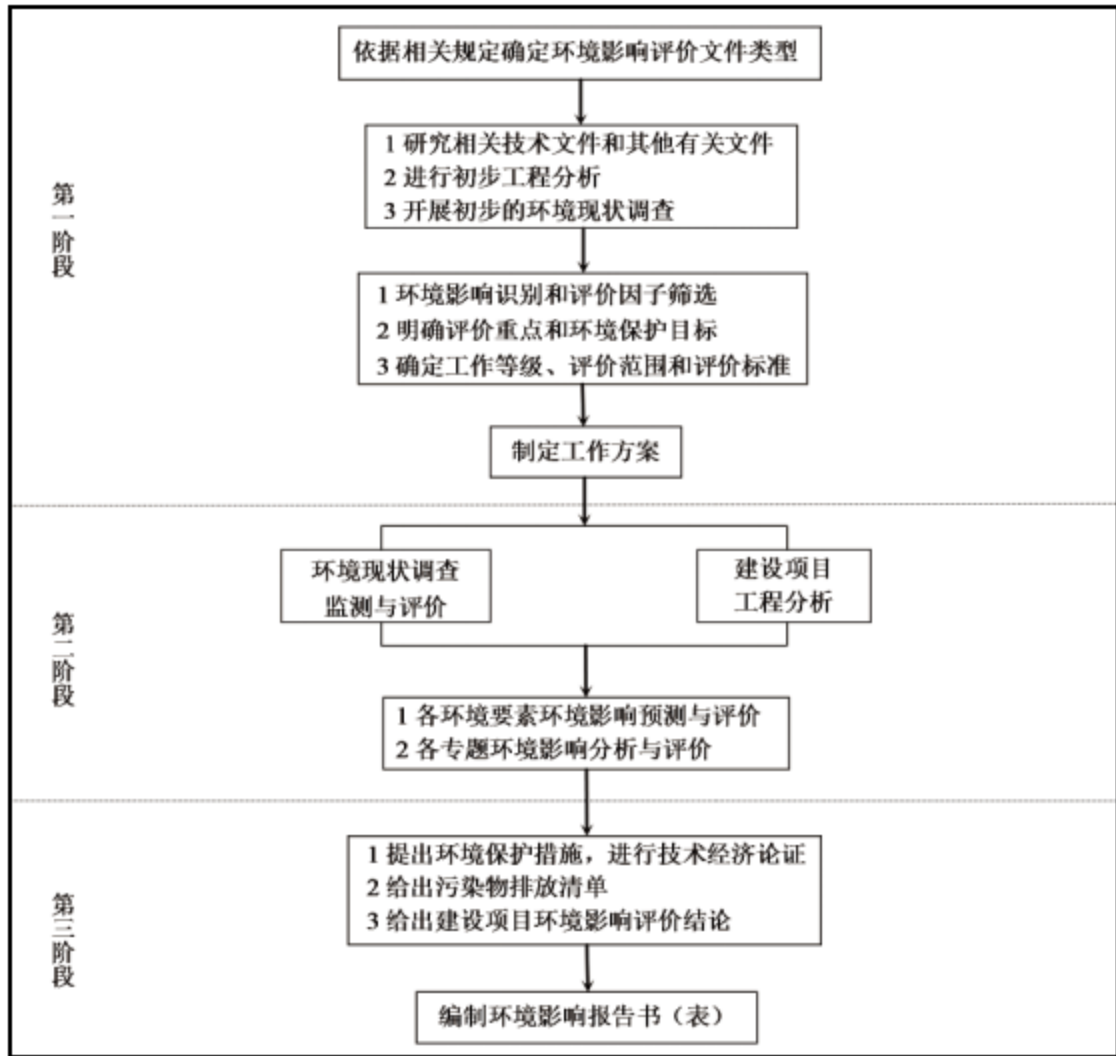 依据相关规定确定环境影响评价文件类型
1 研究相关技术文件和其他有关文件
2 进行初步工程分析
3 开展初步的环境现状调查
第一阶段
1 环境影响识别和评价因子筛选
2 明确评价重点和环境保护目标
3 确定工作等级、评价范围和评价标准
制定工作方案
第二阶段
环境现状调查
监测与评价
建设项目
工程分析
1 各环境要素环境影响预测与评价
2 各专题环境影响分析与评价
第三阶段
1 提出环境保护措施，进行技术经济论证
2 给出污染物排放清单
3 给出建设项目环境影响评价结论
编制环境影响报告书（表）